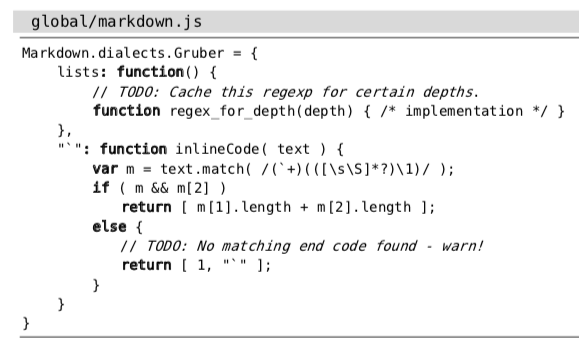 global/markdown.js
Markdown.dialects.Gruber = {
    lists: function() {
        // TODO: Cache this regexp for certain depths.
        function regex_for_depth(depth) { /* implementation */ }
    },
    "`": function inlineCode( text ) {
        var m = text.match( /(`+)(([\s\S]*?)\1)/ );
        if ( m && m[2] )
            return [ m[1].length + m[2].length ];
        else {
            // TODO: No matching end code found - warn!
            return [ 1, "`" ];
        }
    }
}